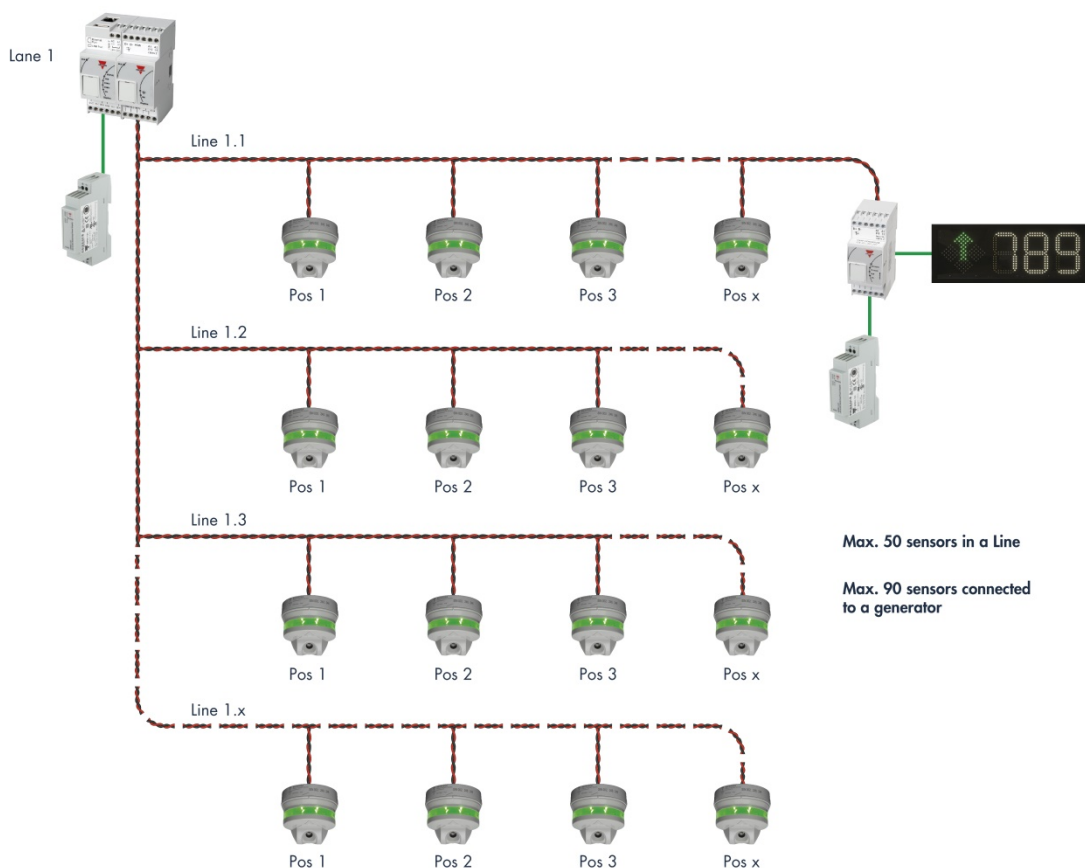 Lane 1
Line 1.1
Pos 1
Pos 2
Pos 3
Pos x
789
Line 1.2
Pos 1
Pos 2
Pos 3
Pos x
Line 1.3
Max. 50 sensors in a Line
Max. 90 sensors connected
to a generator
Pos 1
Pos 2
Pos 3
Pos x
Line 1.x
Pos 1
Pos 2
Pos 3
Pos x